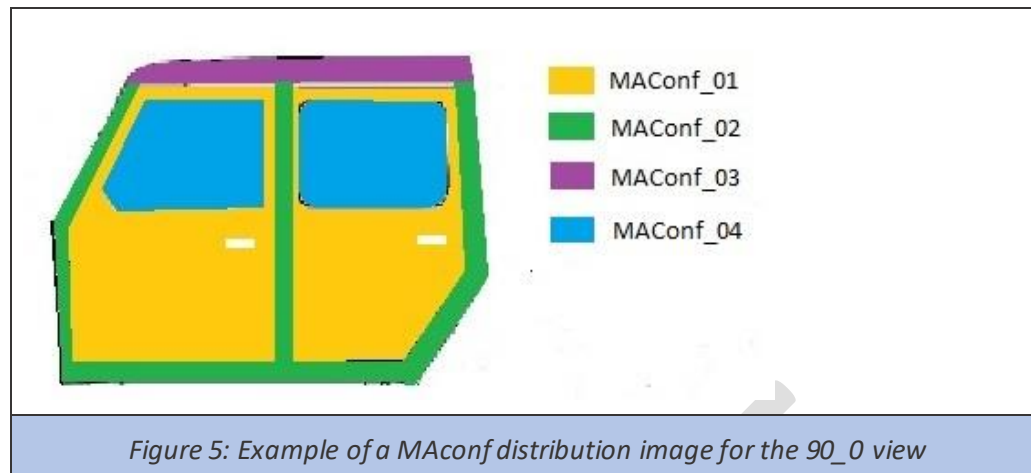 MAConf_01
MAConf_02
MAConf_03
MAConf_04
Figure 5: Example of a MAconf distribution image for the 90_0 view